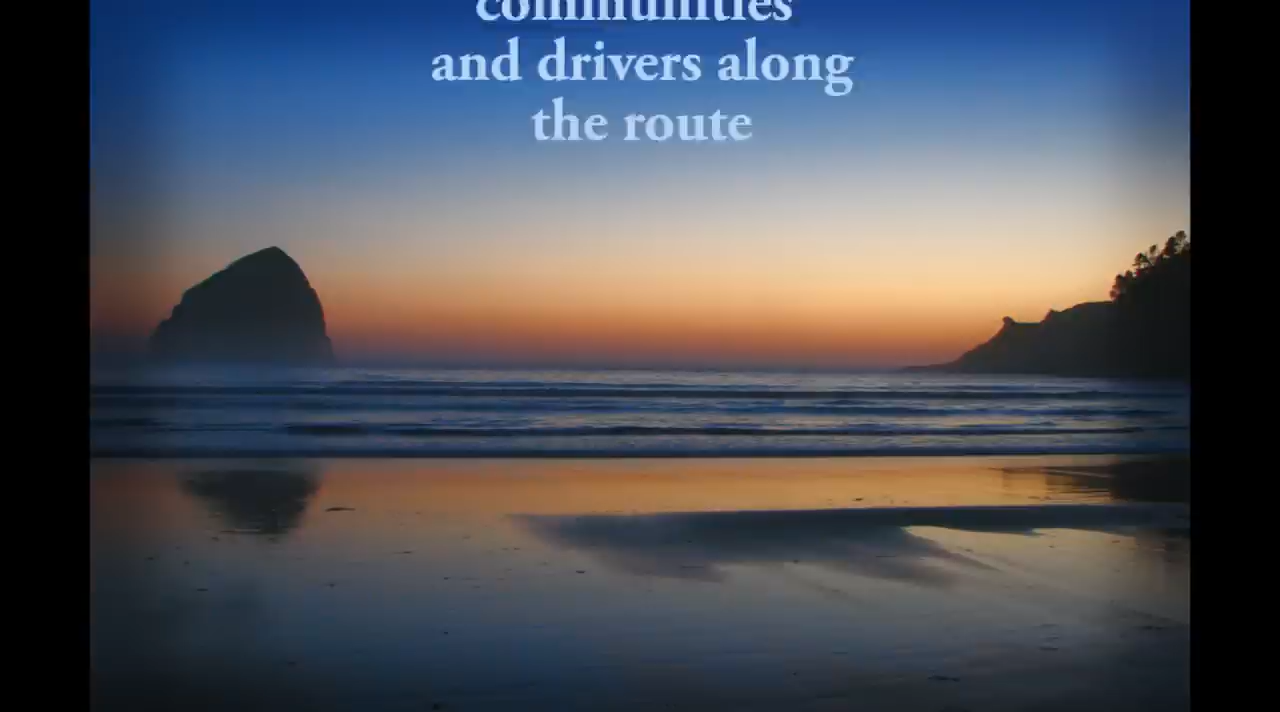 communities
and drivers along
the route